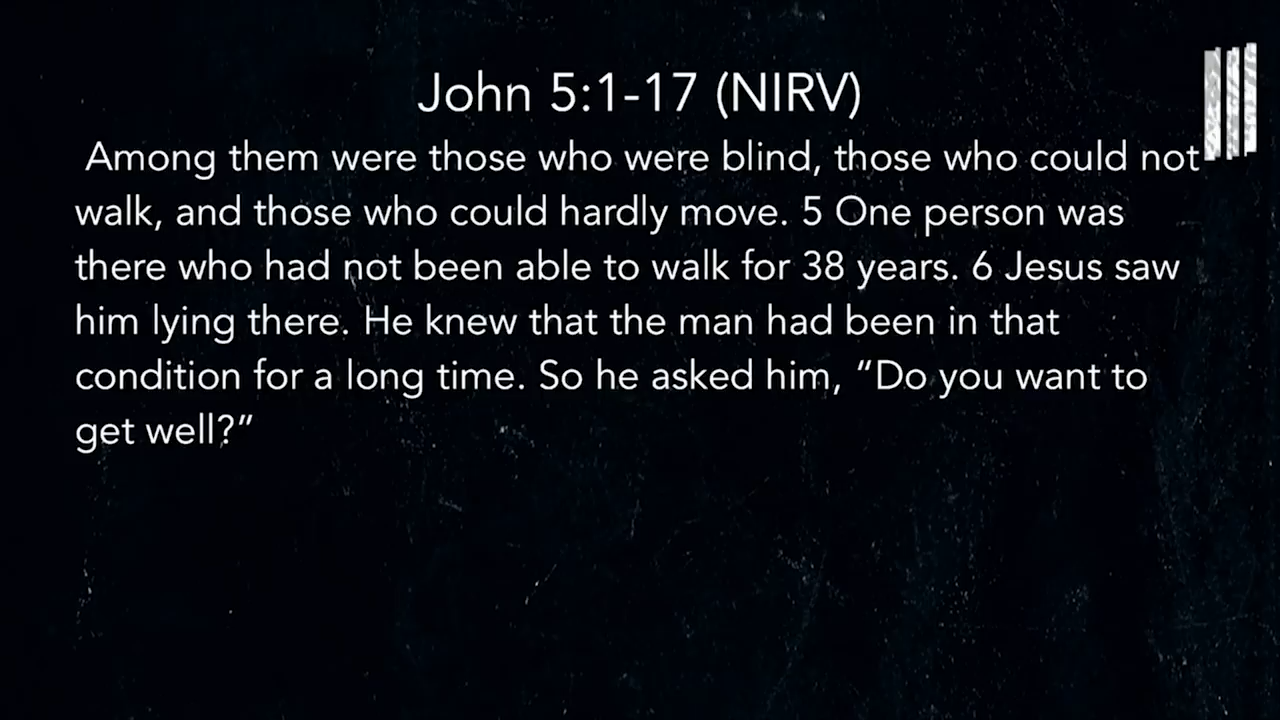 John 5:1-17 (NIRV)
Among them were those who were blind, those who could not
walk, and those who could hardly move. 5 One person was
there who had not been able to walk for 38 years. 6 Jesus saw
him lying there. He knew that the man had been in that
condition for a long time. So he asked him, “Do you want to
get well?”